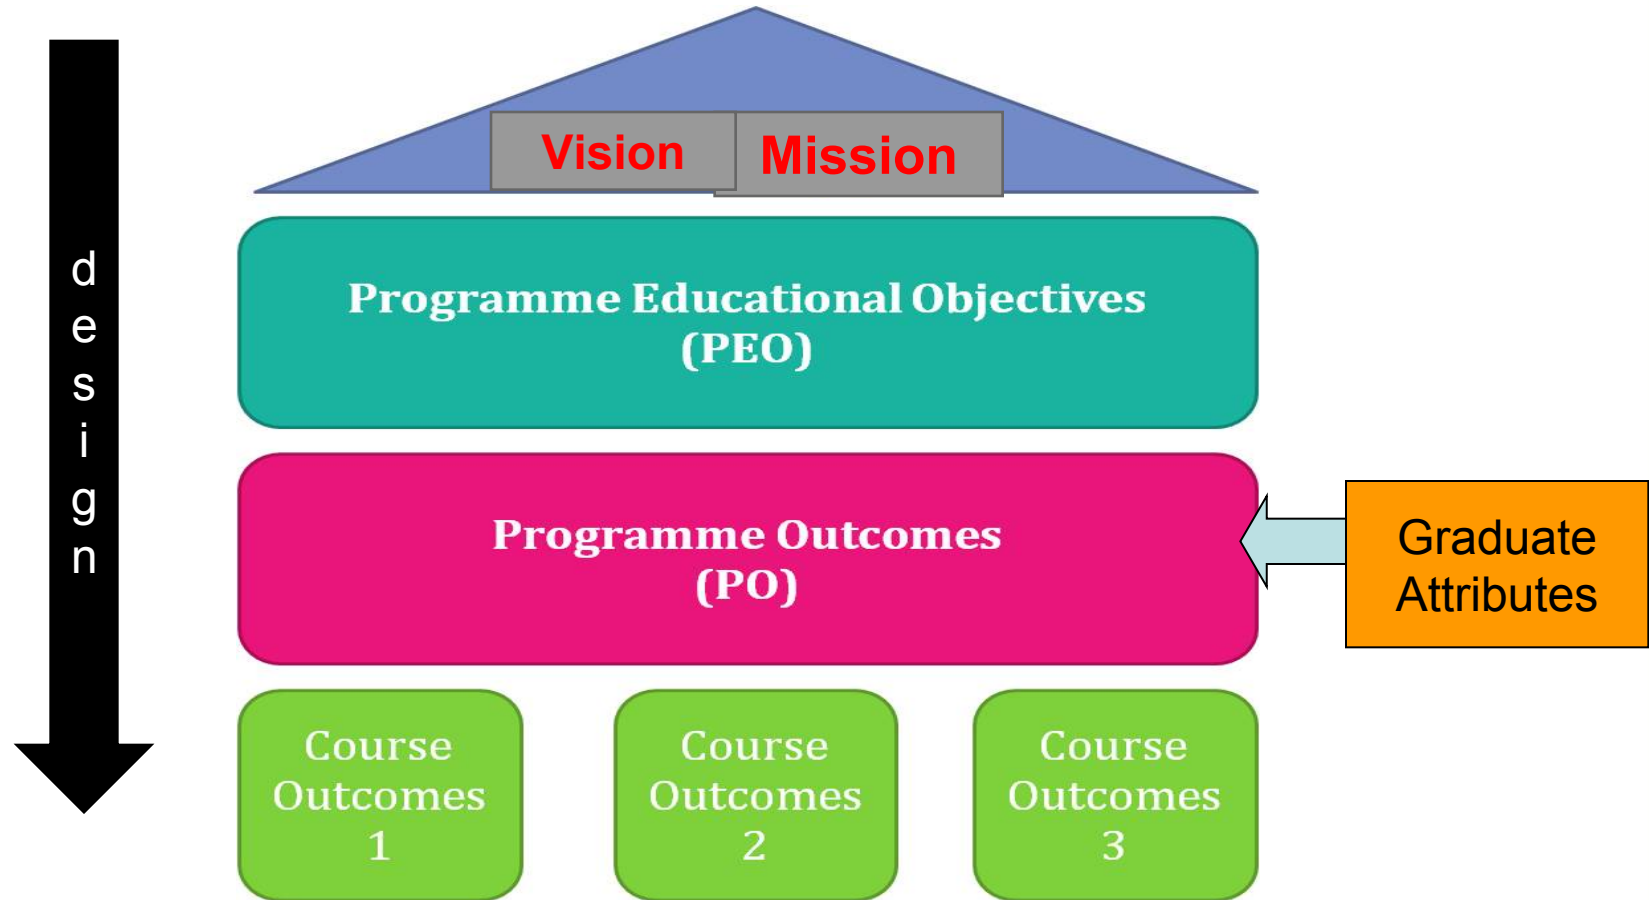 design
Vision
Mission
Programme Educational Objectives
(PEO)
Programme Outcomes
(PO)
Graduate
Attributes
Course
Outcomes
1
Course
Outcomes
2
Course
Outcomes
3